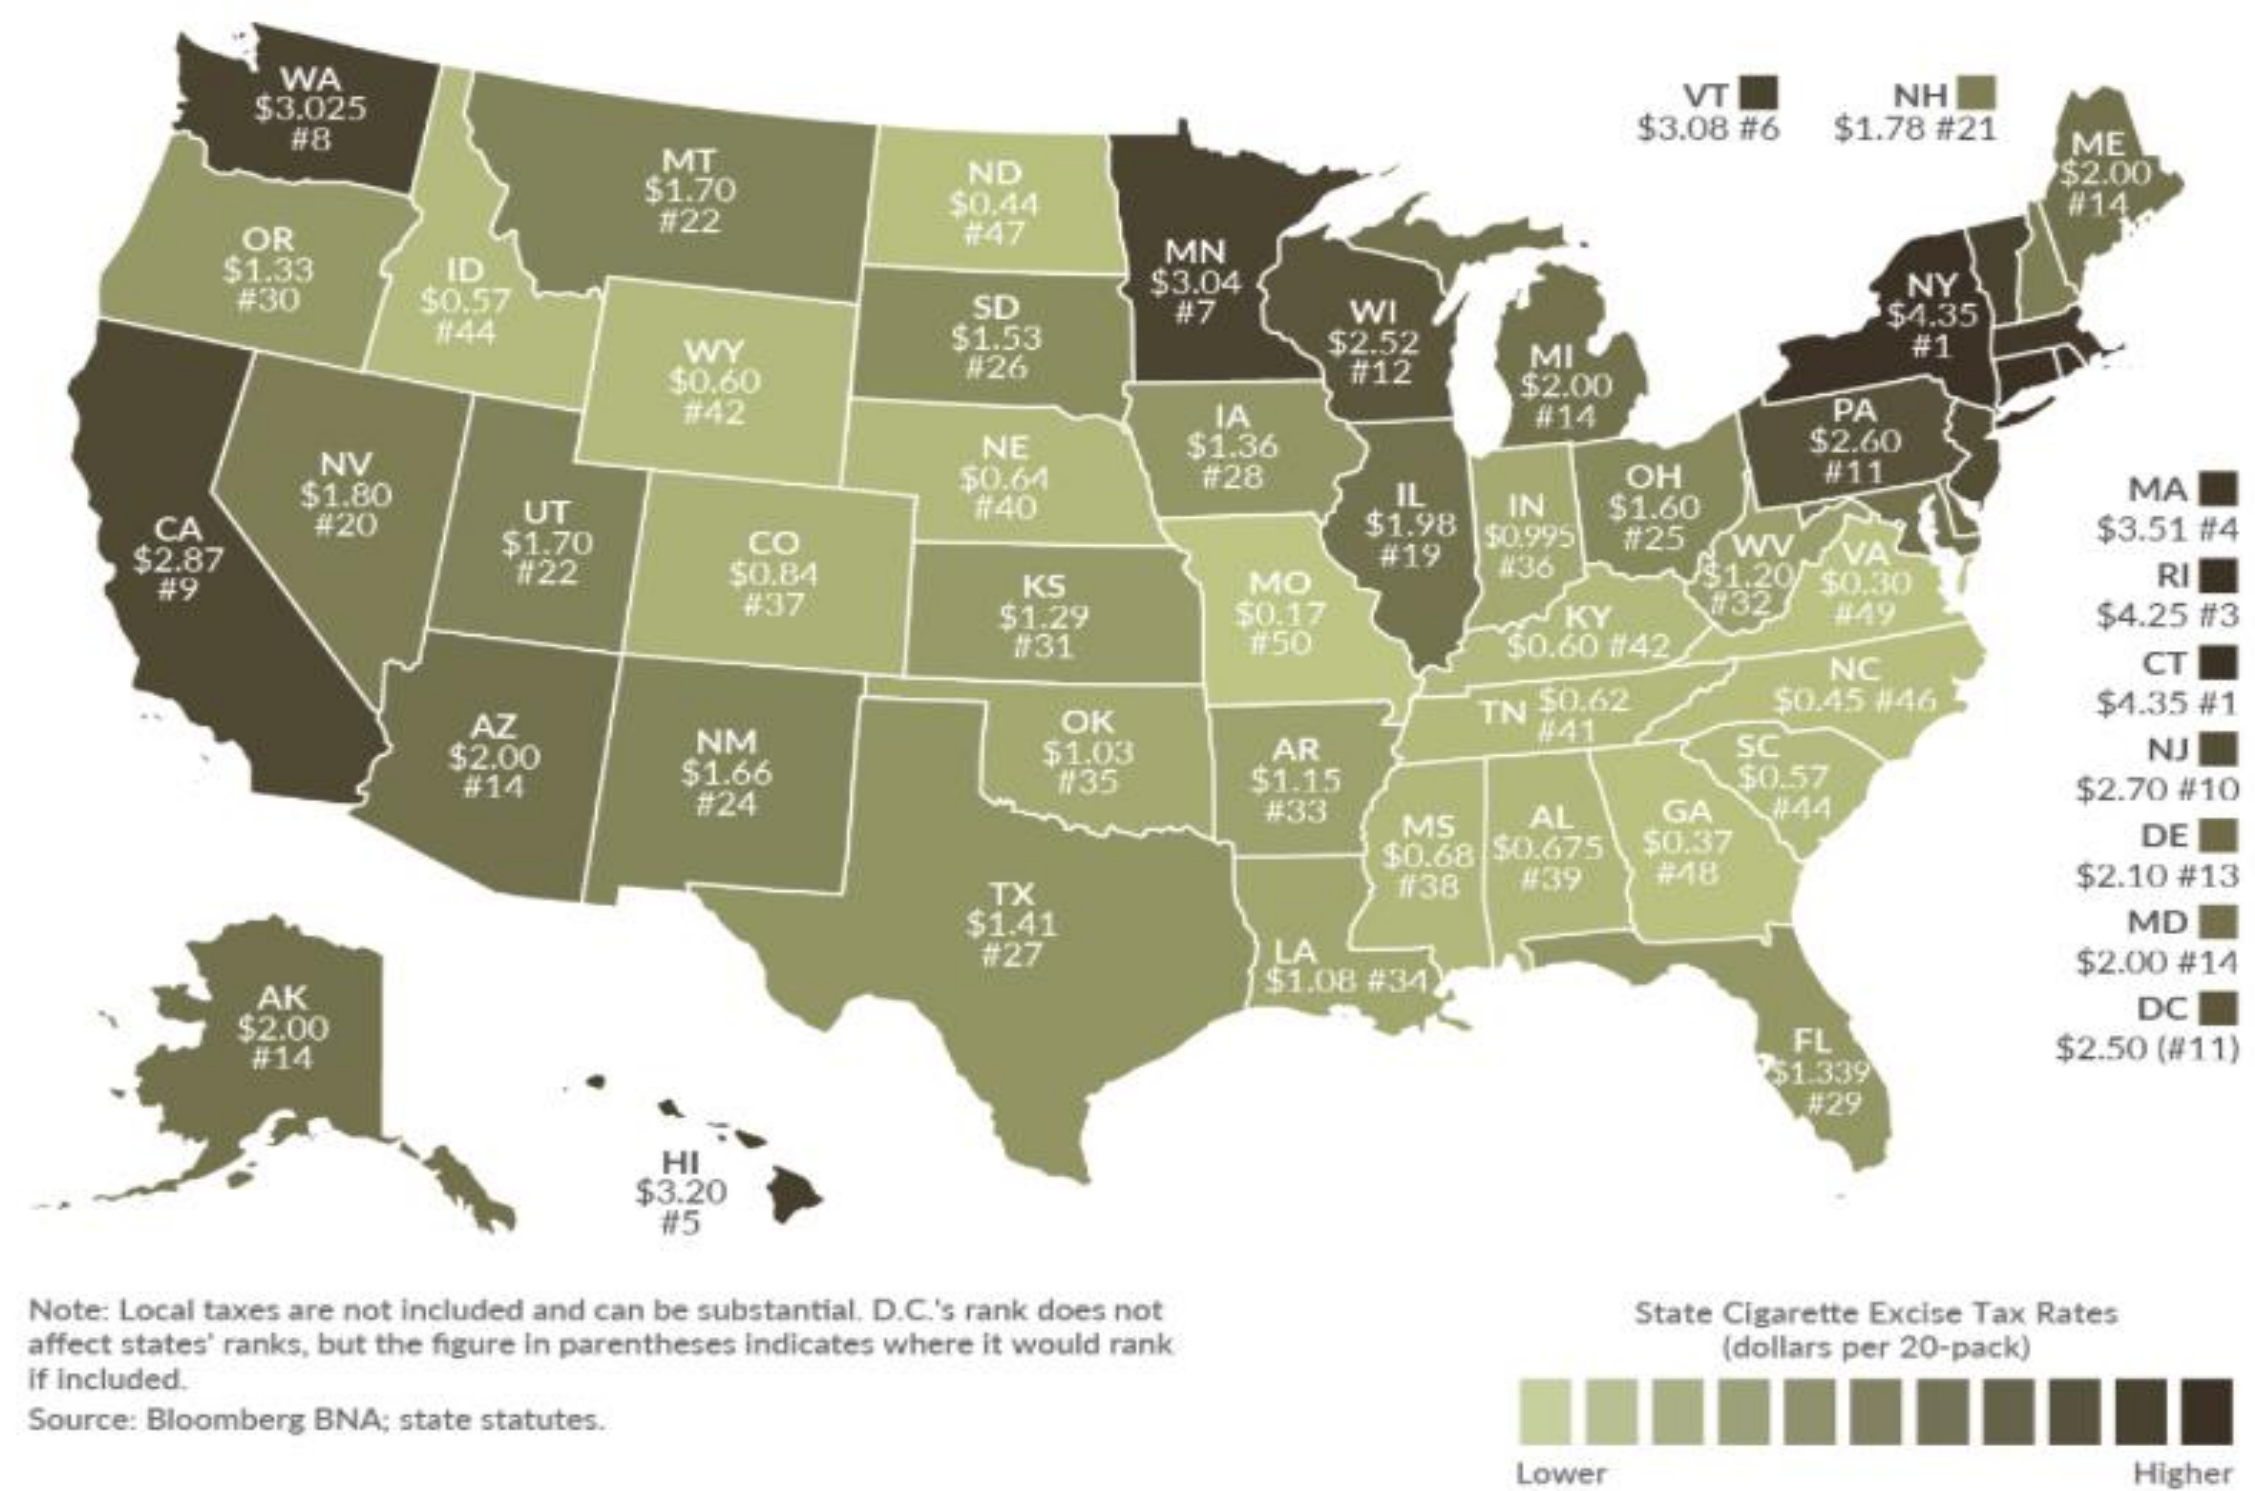 WA
$3.025
#8
VT
$3.08 #6
NH
$1.78 #21
ME
$2.00
#14
MT
$1.70
#22
ND
$0.44
#47
MN
$3.04
#7
OR
$1.33
#30
ID
$0.57
#44
SD
$1.53
#26
WI
$2.52
#12
NY
$4.35
#1
WY
$0.60
#42
MI
$2.00
#14
IA
$1.36
#28
PA
$2.60
#11
NE
$0.64
#40
NV
$1.80
#20
CA
$2.87
#9
UT
$1.70
#22
CO
$0.84
#37
KS
$1.29
#31
MO
$0.17
#50
IL
$1.98
#19
IN
$0.995
#36
OH
$1.60
#25
WV
$1.20
#32
VA
$0.30
#49
KY
$0.60 #42
NC
$0.45 #46
TN $0.62
#41
AZ
$2.00
#14
NM
$1.66
#24
OK
$1.03
#35
AR
$1.15
#33
SC
$0.57
#44
MS
$0.68
#38
AL
$0.675
#39
GA
$0.37
#48
TX
$1.41
#27
LA
$1.08 #34
FL
$1.339
#29
AK
$2.00
#14
HI
$3.20
#5
MA
$3.51 #4
RI
$4.25 #3
CT
$4.35 #1
NJ
$2.70 #10
DE
$2.10 #13
MD
$2.00 #14
DC
$2.50 (#11)
Note: Local taxes are not included and can be substantial. D.C.'s rank does not
affect states' ranks, but the figure in parentheses indicates where it would rank
if included.
Source: Bloomberg BNA; state statutes.
State Cigarette Excise Tax Rates
(dollars per 20-pack)
Lower
Higher